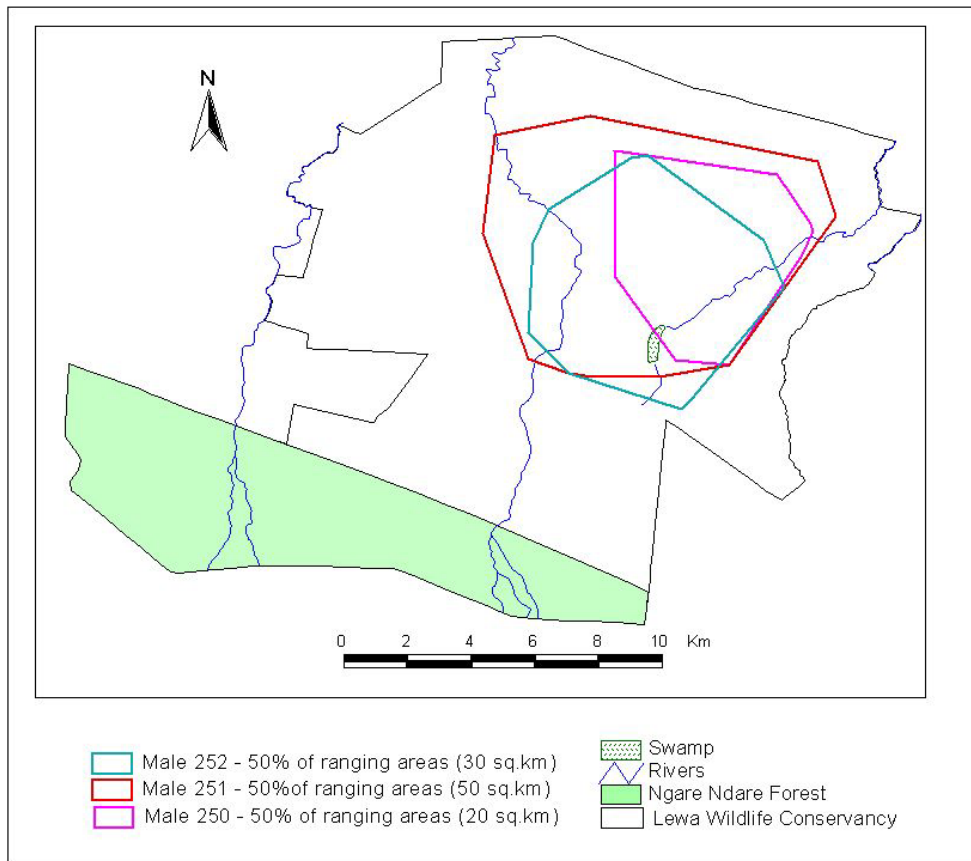 N
0 2 4 6 8 10 Km
Male 252 - 50% of ranging areas (30 sq.km)
Male 251 - 50%of ranging areas (50 sq.km)
Male 250 - 50% of ranging areas (20 sq.km)
Swamp
Rivers
Ngare Ndare Forest
Lewa Wildlife Conservancy